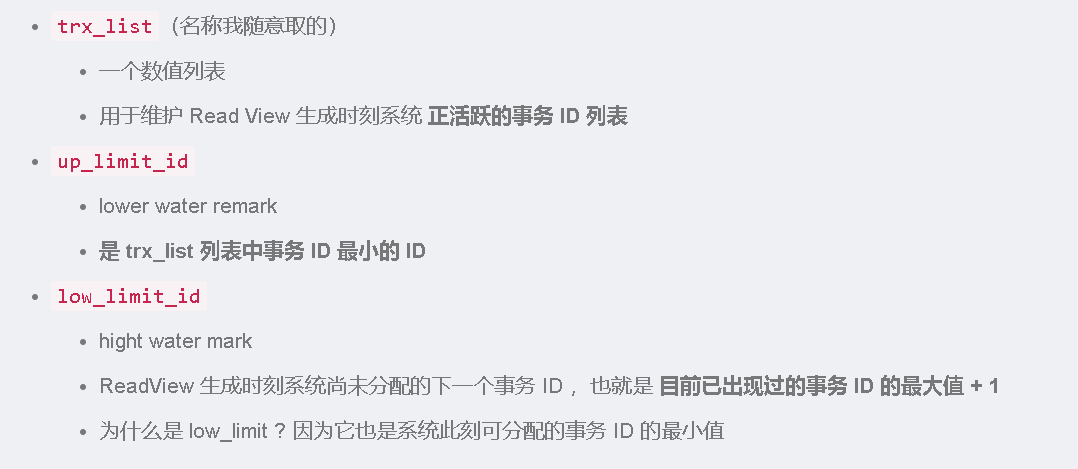 trx_list （名称我随意取的）
一个数值列表
用于维护 Read View 生成时刻系统 正活跃的事务 ID 列表
up_limit_id
lower water remark
是 trx_list 列表中事务 ID 最小的 ID
low_limit_id
hight water mark
ReadView 生成时刻系统尚未分配的下一个事务 ID ，也就是 目前已出现过的事务 ID 的最大值 + 1
为什么是 low_limit ? 因为它也是系统此刻可分配的事务 ID 的最小值